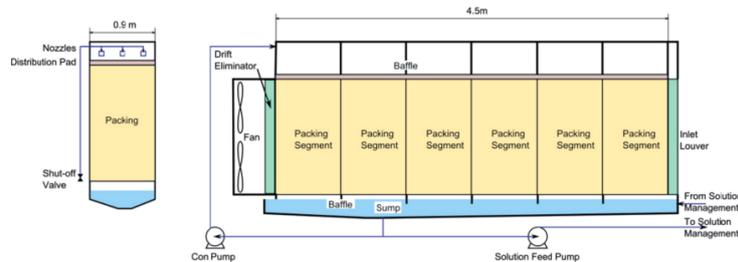 0.9 m
Nozzles
Distribution Pad
Packing
Shut-off
Valve
4.5m
Drift
Eliminator
Baffle
Fan
Packing
Segment
Packing
Segment
Packing
Segment
Packing
Segment
Packing
Segment
Packing
Segment
Inlet
Louver
Baffle
Sump
From Solution
Management
To Solution
Management
Con Pump
Solution Feed Pump